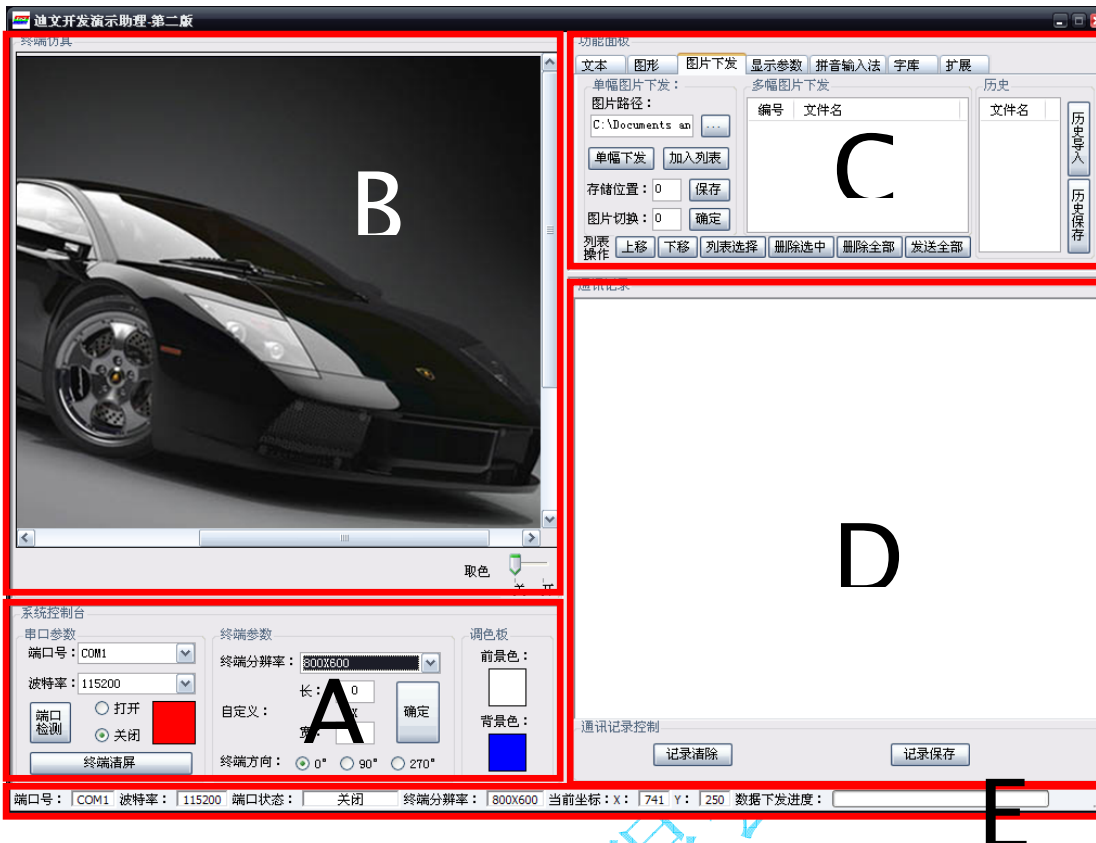 迪文开发演示助理-第二版
终端仿真
B
取色
关 开
功能面板
文本 图形 图片下发 显示参数 拼音输入法 字库 扩展
单幅图片下发：
图片路径：
C:\Documents an ...
单幅下发 加入列表
存储位置：0 保存
图片切换：0 确定
多幅图片下发
编号 文件名
C
历史
文件名
历史导入
历史保存
列表操作 上移 下移 列表选择 删除选中 删除全部 发送全部
通讯记录
D
通讯记录控制
记录清除 记录保存
系统控制台
串口参数
端口号：COM1
波特率：115200
端口检测
打开
关闭
终端清屏
终端参数
终端分辨率：800X600
长：0
自定义：X
宽：
确定
A
终端方向：0° 90° 270°
调色板
前景色：
背景色：
端口号：COM1 波特率：115200 端口状态：关闭 终端分辨率：800X600 当前坐标：X：741 Y：250 数据下发进度：
E